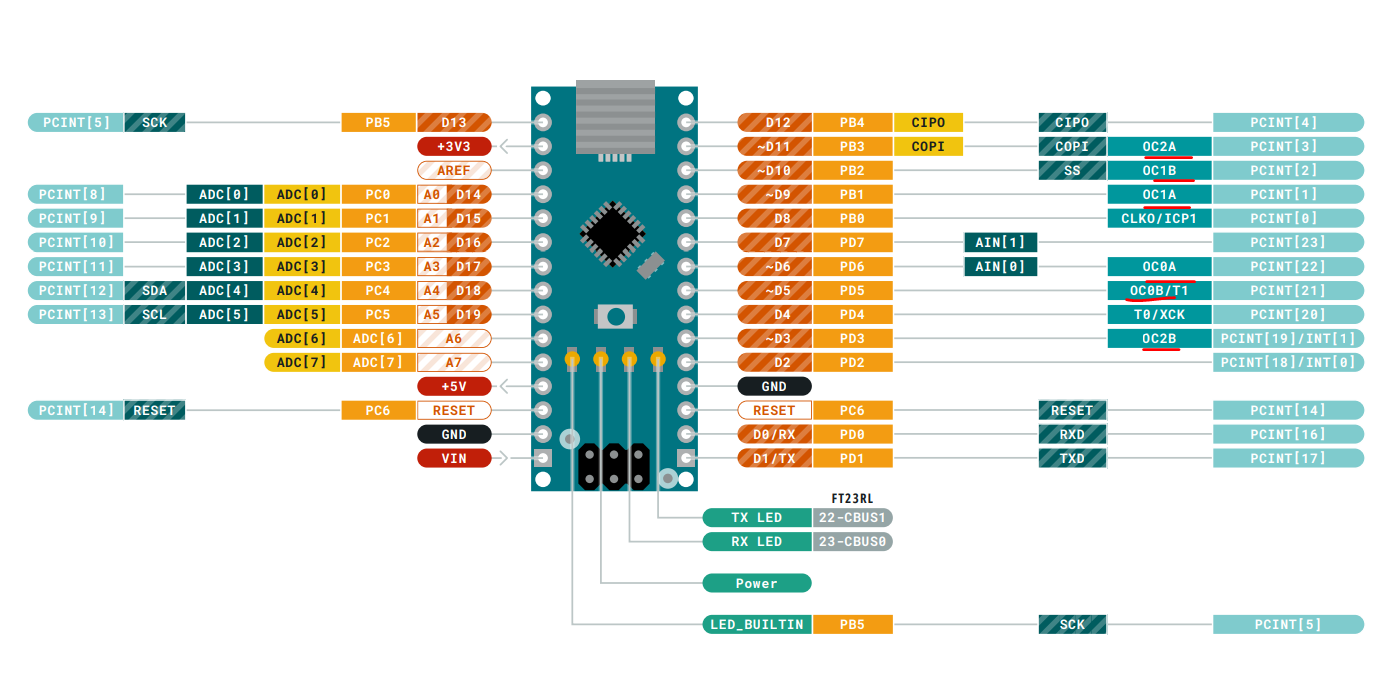 PCINT[5] SCK PB5 D13 D12 PB4 CIPO CIPO PCINT[4]
+3V3 ~D11 PB3 COPI COPI OC2A PCINT[3]
AREF ~D10 PB2 SS OC1B PCINT[2]
PCINT[8] ADC[0] ADC[0] PC0 A0 D14 ~D9 PB1 OC1A PCINT[1]
PCINT[9] ADC[1] ADC[1] PC1 A1 D15 D8 PB0 CLKO/ICP1 PCINT[0]
PCINT[10] ADC[2] ADC[2] PC2 A2 D16 D7 PD7 AIN[1] PCINT[23]
PCINT[11] ADC[3] ADC[3] PC3 A3 D17 ~D6 PD6 AIN[0] OC0A PCINT[22]
PCINT[12] SDA ADC[4] ADC[4] PC4 A4 D18 ~D5 PD5 OC0B/T1 PCINT[21]
PCINT[13] SCL ADC[5] ADC[5] PC5 A5 D19 D4 PD4 T0/XCK PCINT[20]
ADC[6] ADC[6] A6 ~D3 PD3 OC2B PCINT[19]/INT[1]
ADC[7] ADC[7] A7 D2 PD2 PCINT[18]/INT[0]
+5V GND
PCINT[14] RESET PC6 RESET RESET PC6 RESET PCINT[14]
GND D0/RX PD0 RXD PCINT[16]
VIN D1/TX PD1 TXD PCINT[17]
FT23RL
TX LED 22-CBUS1
RX LED 23-CBUS0
Power
LED_BUILTIN PB5 SCK PCINT[5]